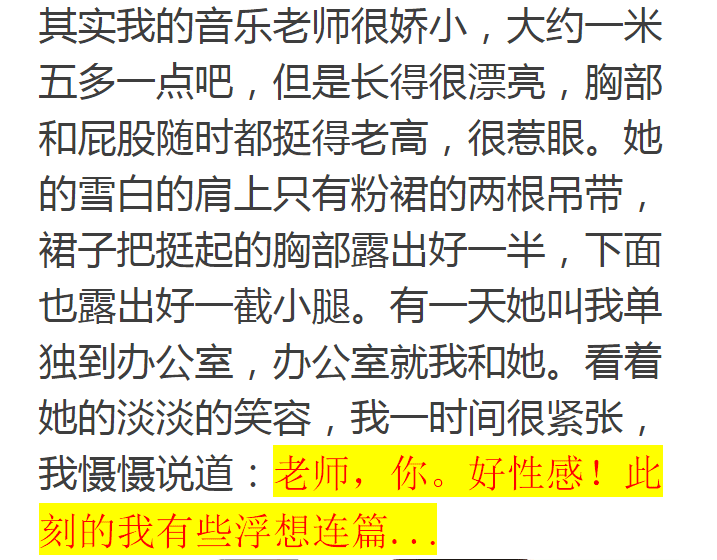 其实我的音乐老师很娇小，大约一米
五多一点吧，但是长得很漂亮，胸部
和屁股随时都挺得老高，很惹眼。她
的雪白的肩上只有粉裙的两根吊带，
裙子把挺起的胸部露出好一半，下面
也露出好一截小腿。有一天她叫我单
独到办公室，办公室就我和她。看着
她的淡淡的笑容，我一时间很紧张，
我慑慑说道：老师，你。好性感！此
刻的我有些浮想连篇...